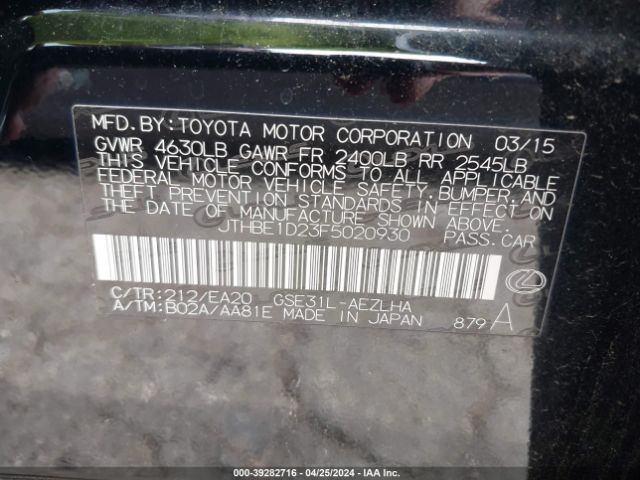 MFD.BY:TOYOTA MOTOR CORPORATION 03/15
GVWR 4630LB GAWR FR 2400LB RR 2545LB
THIS VEHICLE CONFORMS TO ALL APPLICABLE
FEDERAL MOTOR VEHICLE SAFETY, BUMPER, AND
THEFT PREVENTION STANDARDS IN EFFECT ON
THE DATE OF MANUFACTURE SHOWN ABOVE.
JTHBE1D23F5020930 PASS.CAR
C/TR:212/EA20 GSE31L-AEZLHA
A/TM:B02A/AA81E MADE IN JAPAN 879A
000-39282716 - 04/25/2024 - IAA Inc.